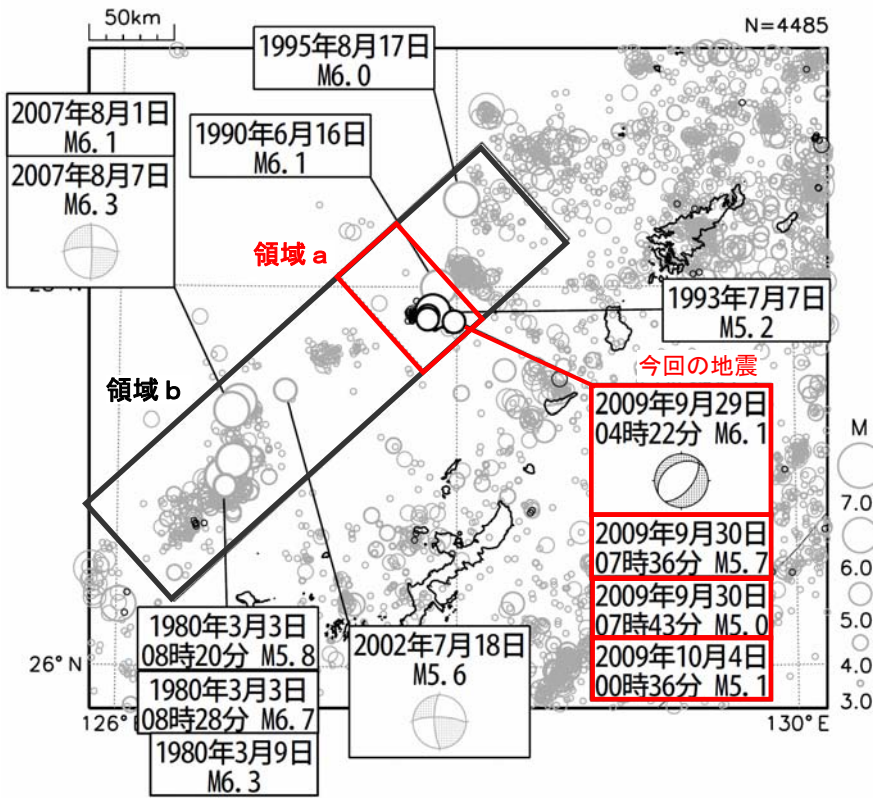 50km
N=4485
1995年8月17日
M6.0
2007年8月1日
M6.1
2007年8月7日
M6.3
1990年6月16日
M6.1
領域a
1993年7月7日
M5.2
今回の地震
領域b
2009年9月29日
04時22分 M6.1
2009年9月30日
07時36分 M5.7
2009年9月30日
07時43分 M5.0
2009年10月4日
00時36分 M5.1
M
7.0
6.0
5.0
4.0
3.0
1980年3月3日
08時20分 M5.8
1980年3月3日
08時28分 M6.7
1980年3月9日
M6.3
2002年7月18日
M5.6
26°N
126°E
130°E